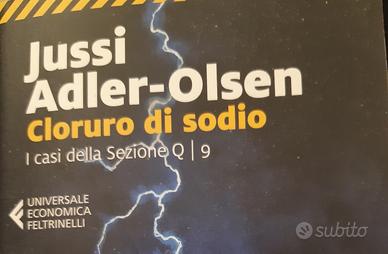 Jussi
Adler-Olsen
Cloruro di sodio
I casi della Sezione Q | 9
UNIVERSALE
ECONOMICA
FELTRINELLI
subito